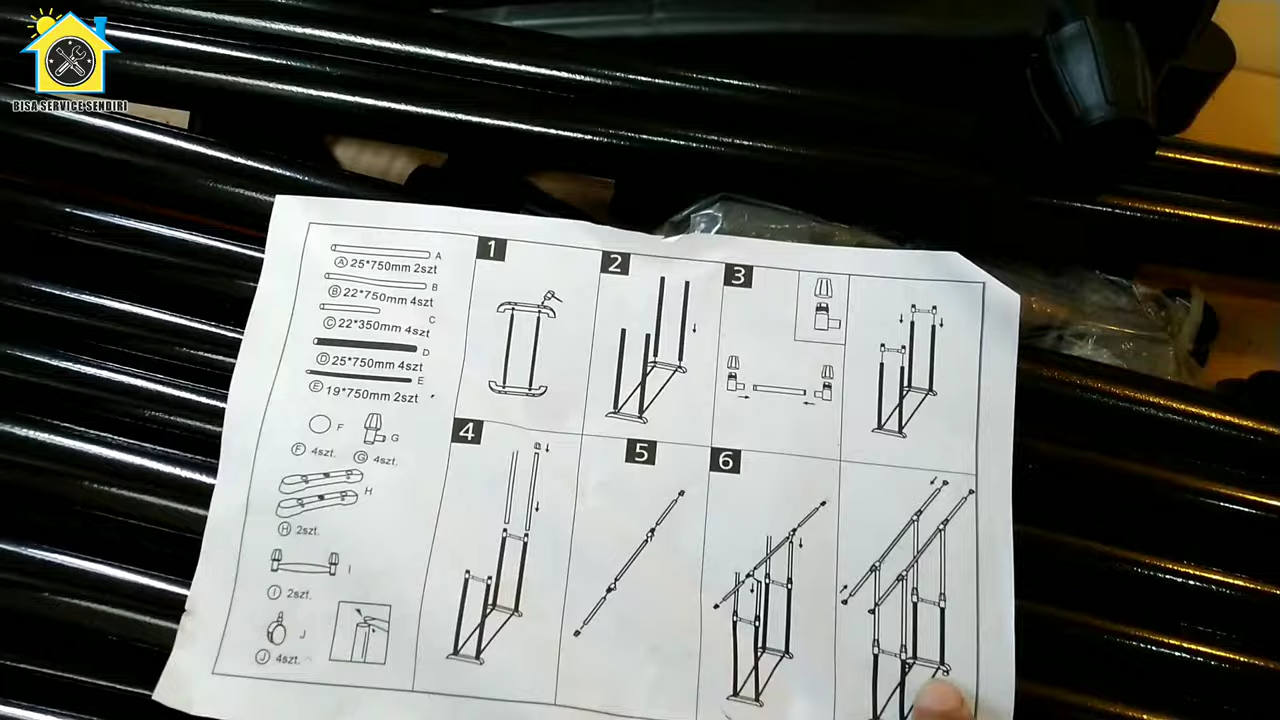 BISA SERVICE SENDIRI
A
Ⓐ 25*750mm 2szt
B
Ⓑ 22*750mm 4szt
C
Ⓒ 22*350mm 4szt
D
Ⓓ 25*750mm 4szt
E
Ⓔ 19*750mm 2szt
F
G
Ⓕ 4szt. Ⓖ 4szt.
H
Ⓗ 2szt.
I
Ⓘ 2szt.
J
Ⓙ 4szt.
1
2
3
4
5
6